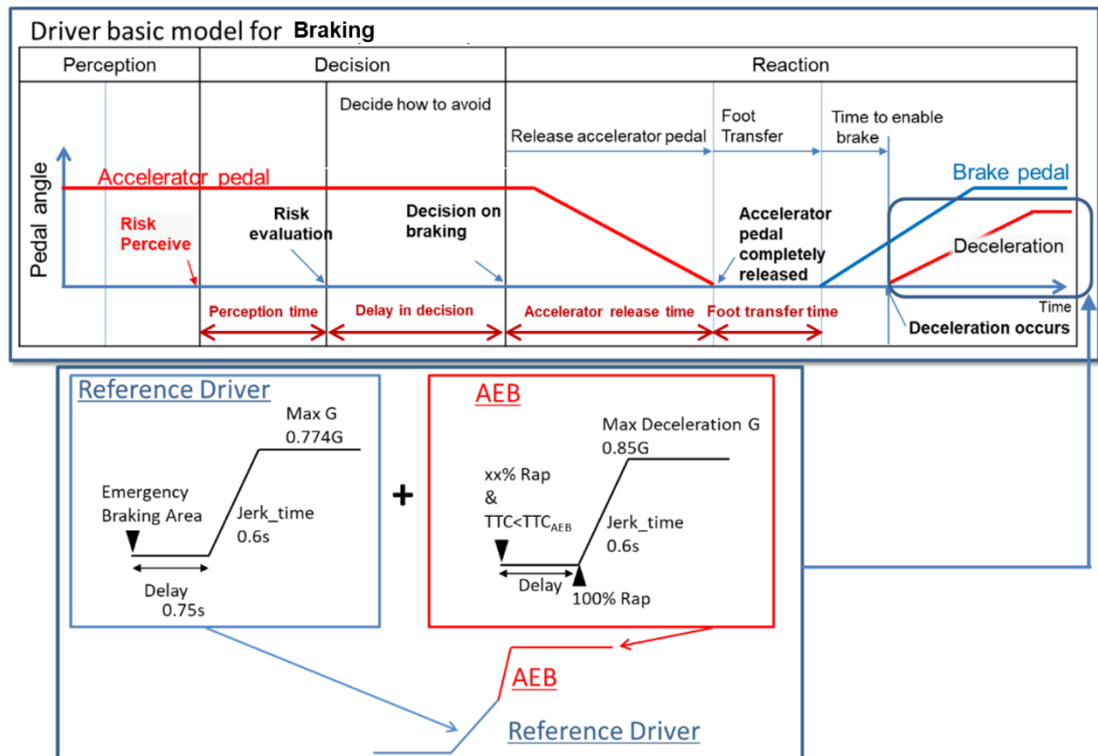 Driver basic model for Braking
Perception
Decision
Reaction
Decide how to avoid
Release accelerator pedal
Foot
Transfer
Time to enable
brake
Pedal angle
Accelerator pedal
Brake pedal
Risk
Perceive
Risk
evaluation
Decision on
braking
Accelerator
pedal
completely
released
Deceleration
Perception time
Delay in decision
Accelerator release time
Foot transfer time
Time
Deceleration occurs
Reference Driver
Max G
0.774G
Emergency
Braking Area
Jerk_time
0.6s
Delay
0.75s
+
AEB
Max Deceleration G
0.85G
xx% Rap
&
TTC<TTCAEB
Jerk_time
0.6s
Delay
100% Rap
AEB
Reference Driver